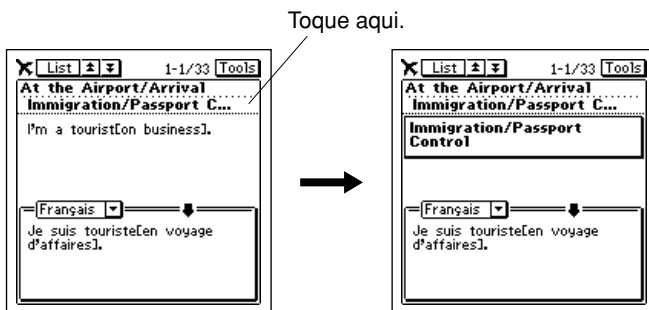 Toque aqui.
List 1-1/33 Tools
At the Airport/Arrival
Immigration/Passport C...
I'm a tourist[on business].
Français
Je suis touriste[en voyage
d'affaires].
List 1-1/33 Tools
At the Airport/Arrival
Immigration/Passport C...
Immigration/Passport
Control
Français
Je suis touriste[en voyage
d'affaires].